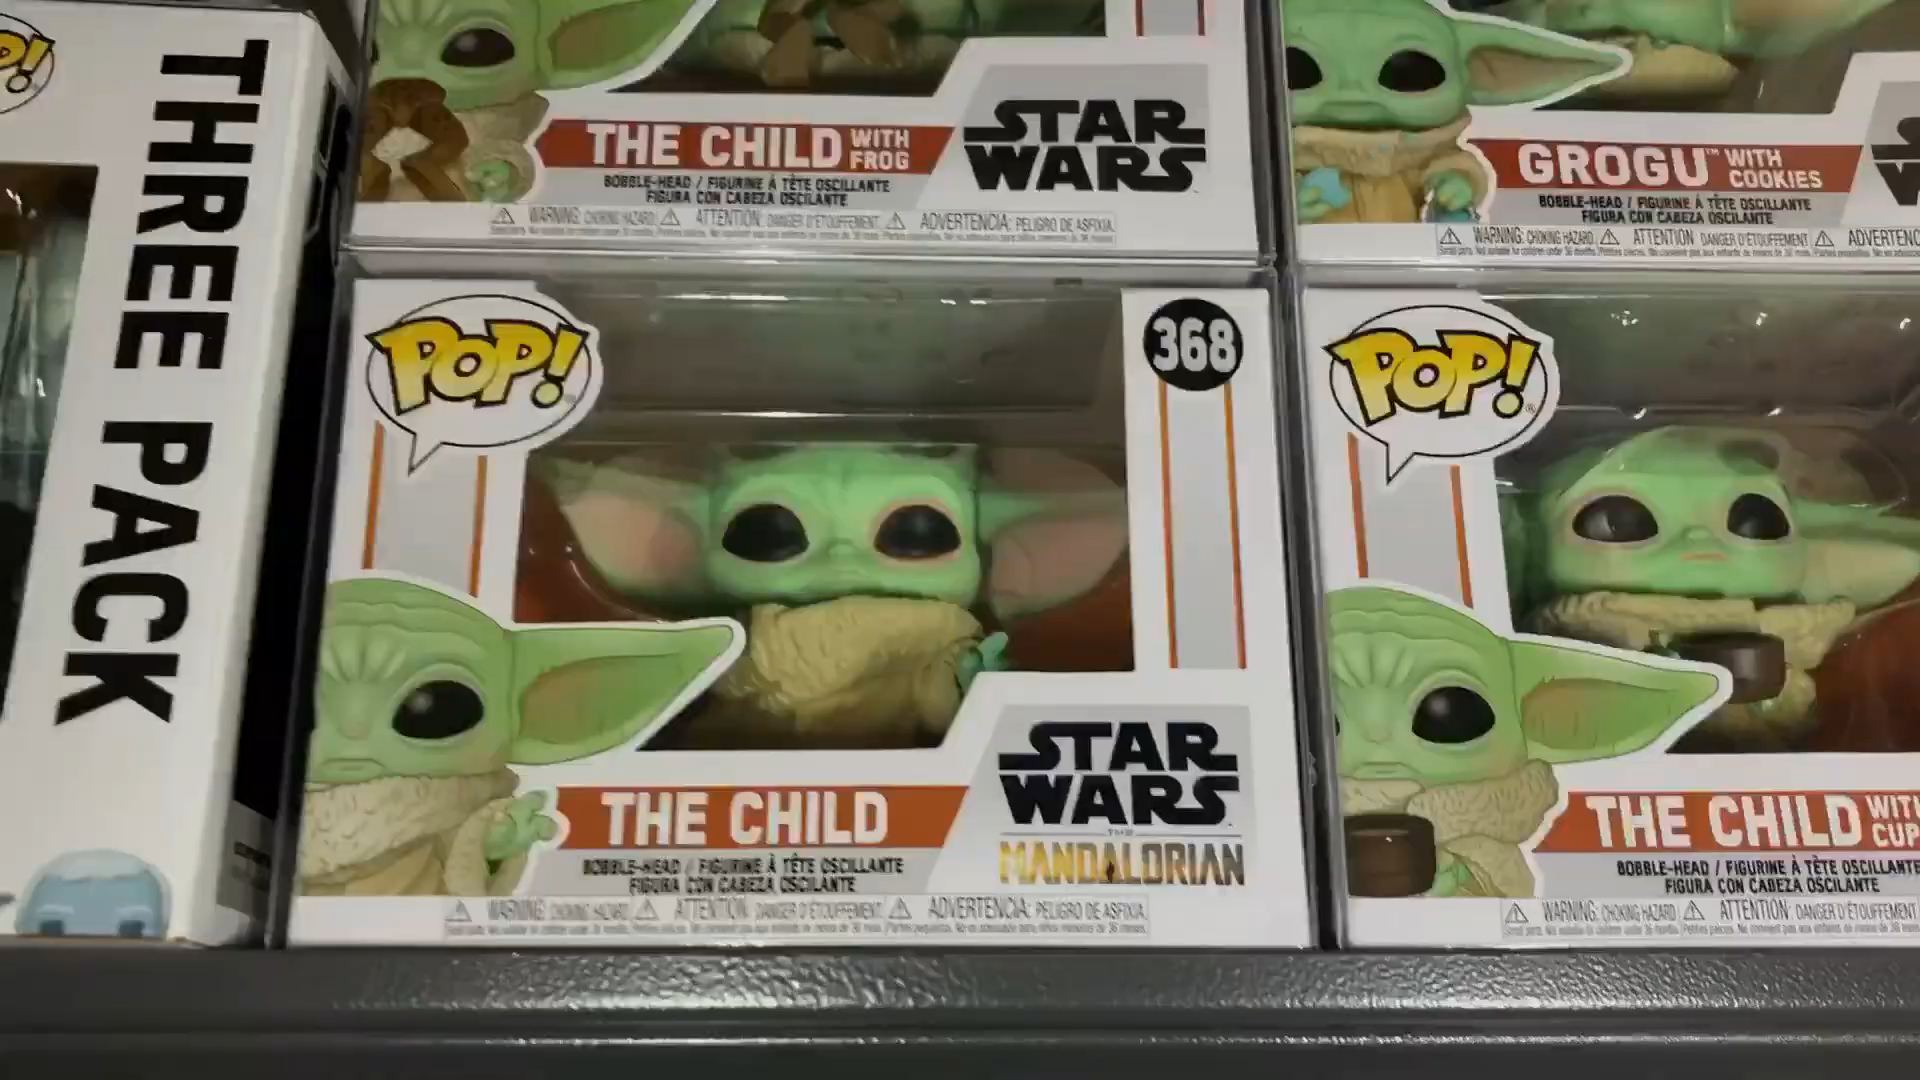 THREE PACK
THE CHILD WITH FROG
BOBBLE-HEAD / FIGURINE À TÊTE OSCILLANTE
FIGURA CON CABEZA OSCILANTE
STAR WARS
WARNING: CHOKING HAZARD. ATTENTION: DANGER D'ÉTOUFFEMENT. ADVERTENCIA: PELIGRO DE ASFIXIA.
GROGU™ WITH COOKIES
BOBBLE-HEAD / FIGURINE À TÊTE OSCILLANTE
FIGURA CON CABEZA OSCILANTE
WARNING: CHOKING HAZARD. ATTENTION: DANGER D'ÉTOUFFEMENT
POP!
368
THE CHILD
BOBBLE-HEAD / FIGURINE À TÊTE OSCILLANTE
FIGURA CON CABEZA OSCILANTE
STAR WARS
THE
MANDALORIAN
WARNING: CHOKING HAZARD. ATTENTION: DANGER D'ÉTOUFFEMENT. ADVERTENCIA: PELIGRO DE ASFIXIA.
POP!
THE CHILD
BOBBLE-HEAD / FIGURINE À TÊTE OSCILLANTE
FIGURA CON CABEZA OSCILANTE
WARNING: CHOKING HAZARD. ATTENTION: DANGER D'ÉTOUFFEMENT